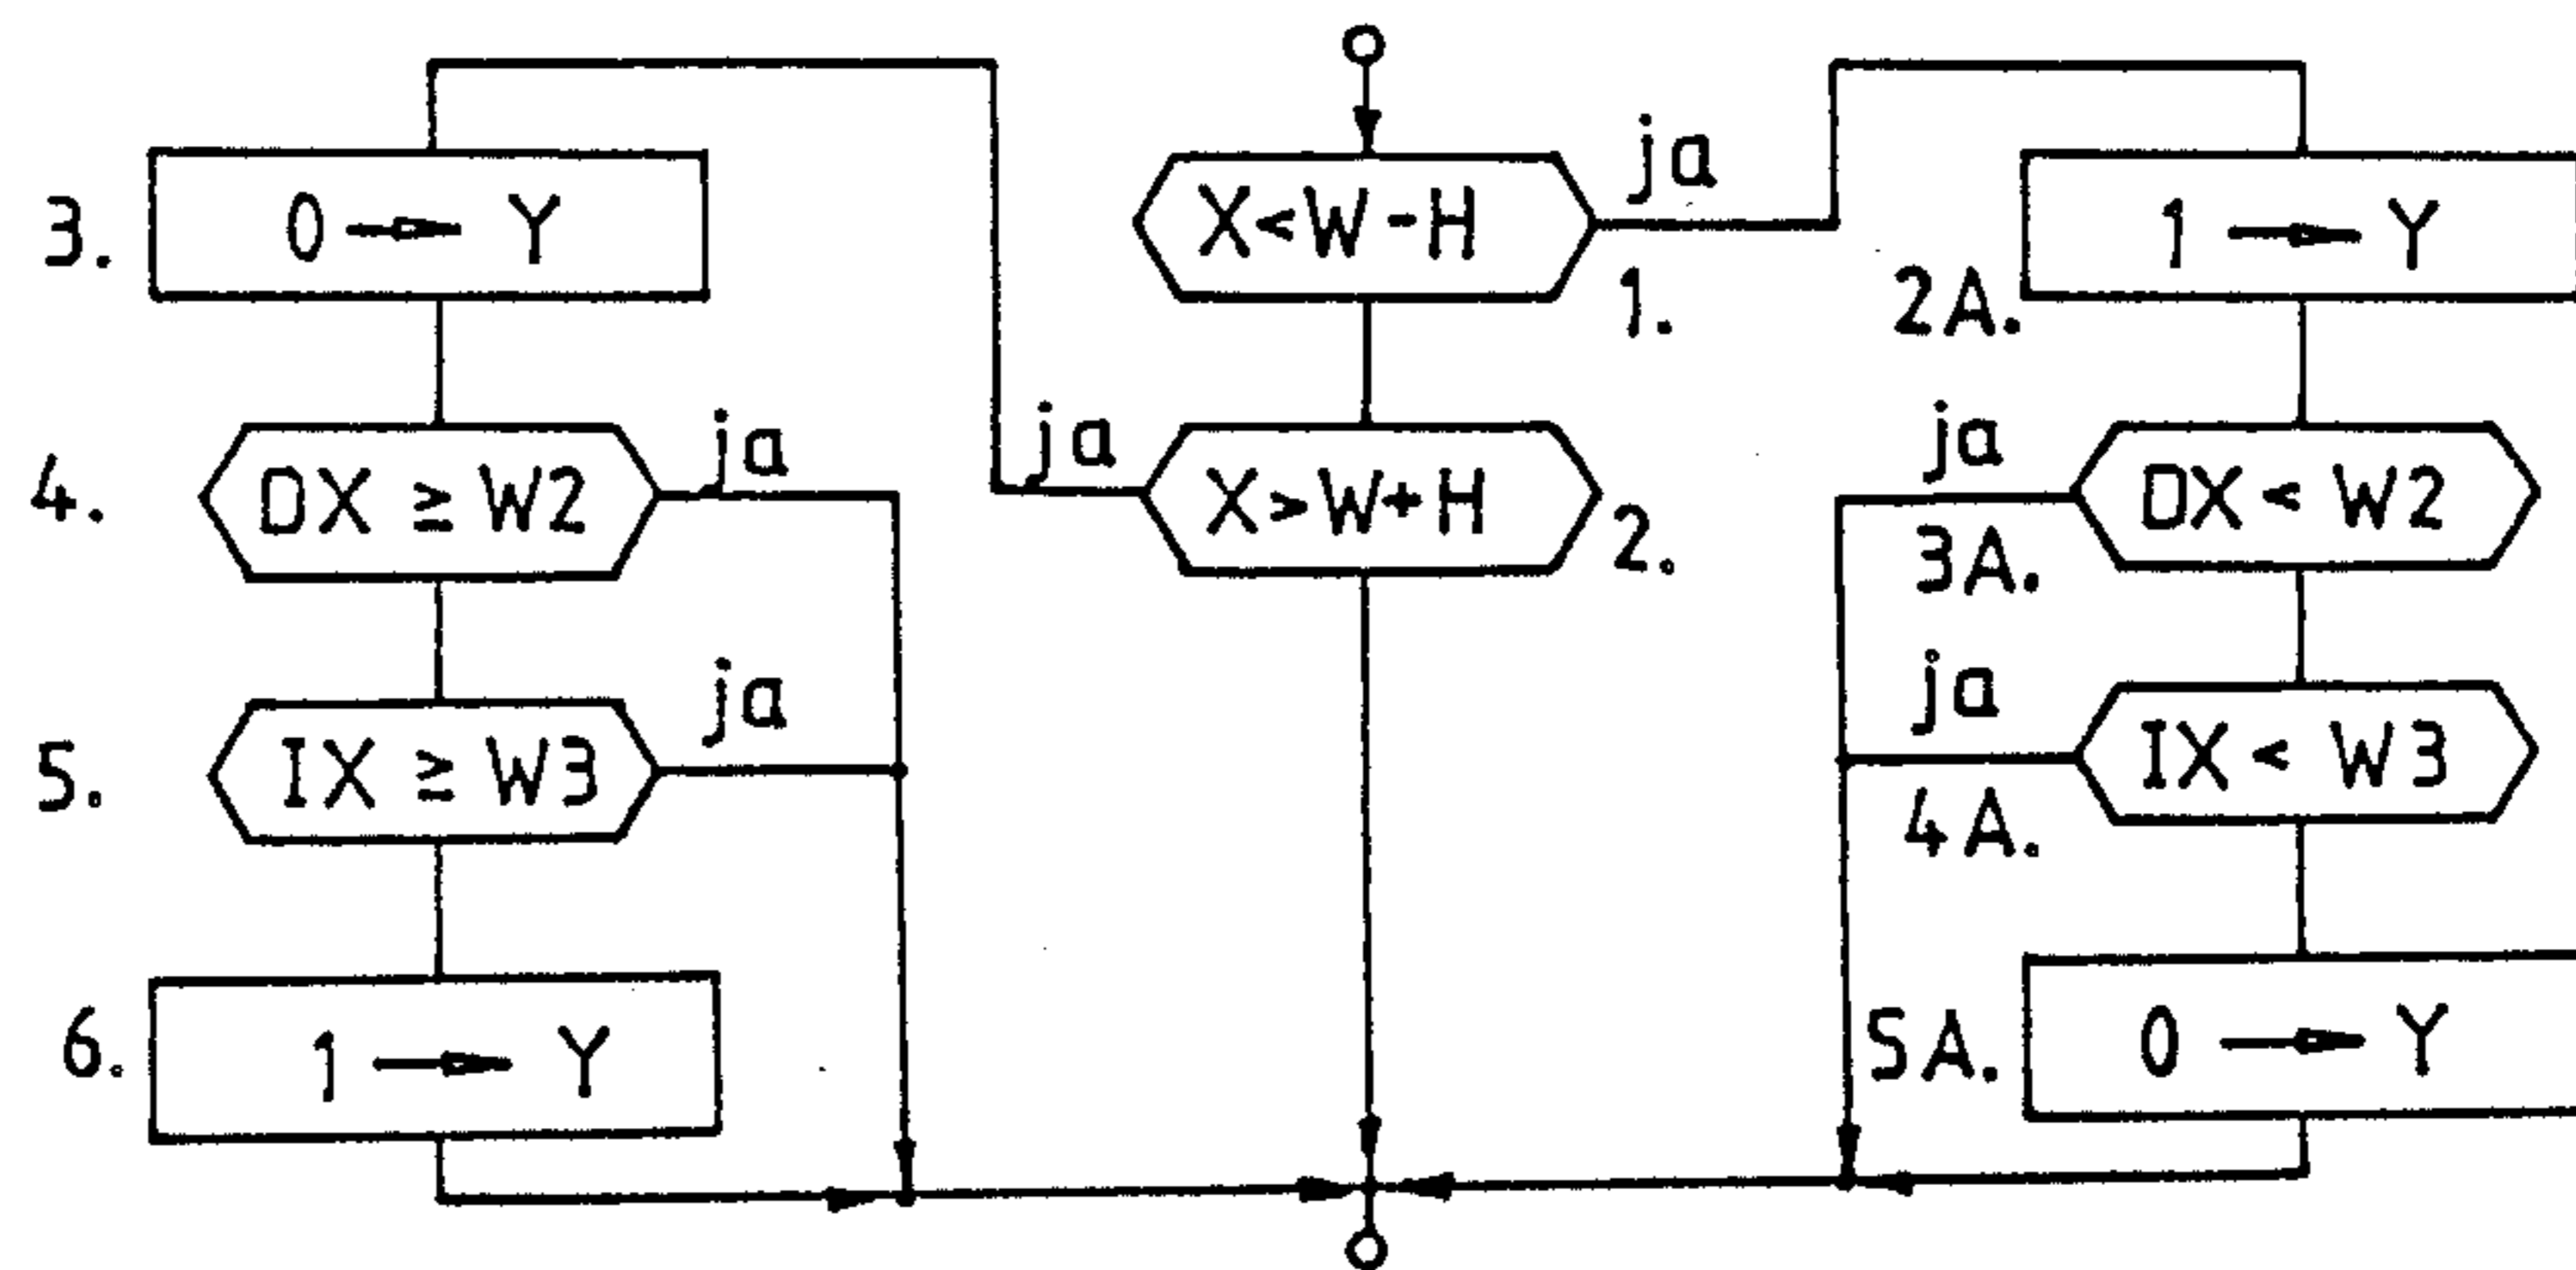 3.
0 → Y
4.
DX ≥ W2
ja
5.
IX ≥ W3
ja
6.
1 → Y
X<W-H
ja
1.
ja
X>W+H
2.
2A.
1 → Y
ja
DX < W2
3A.
ja
IX < W3
4A.
5A.
0 → Y